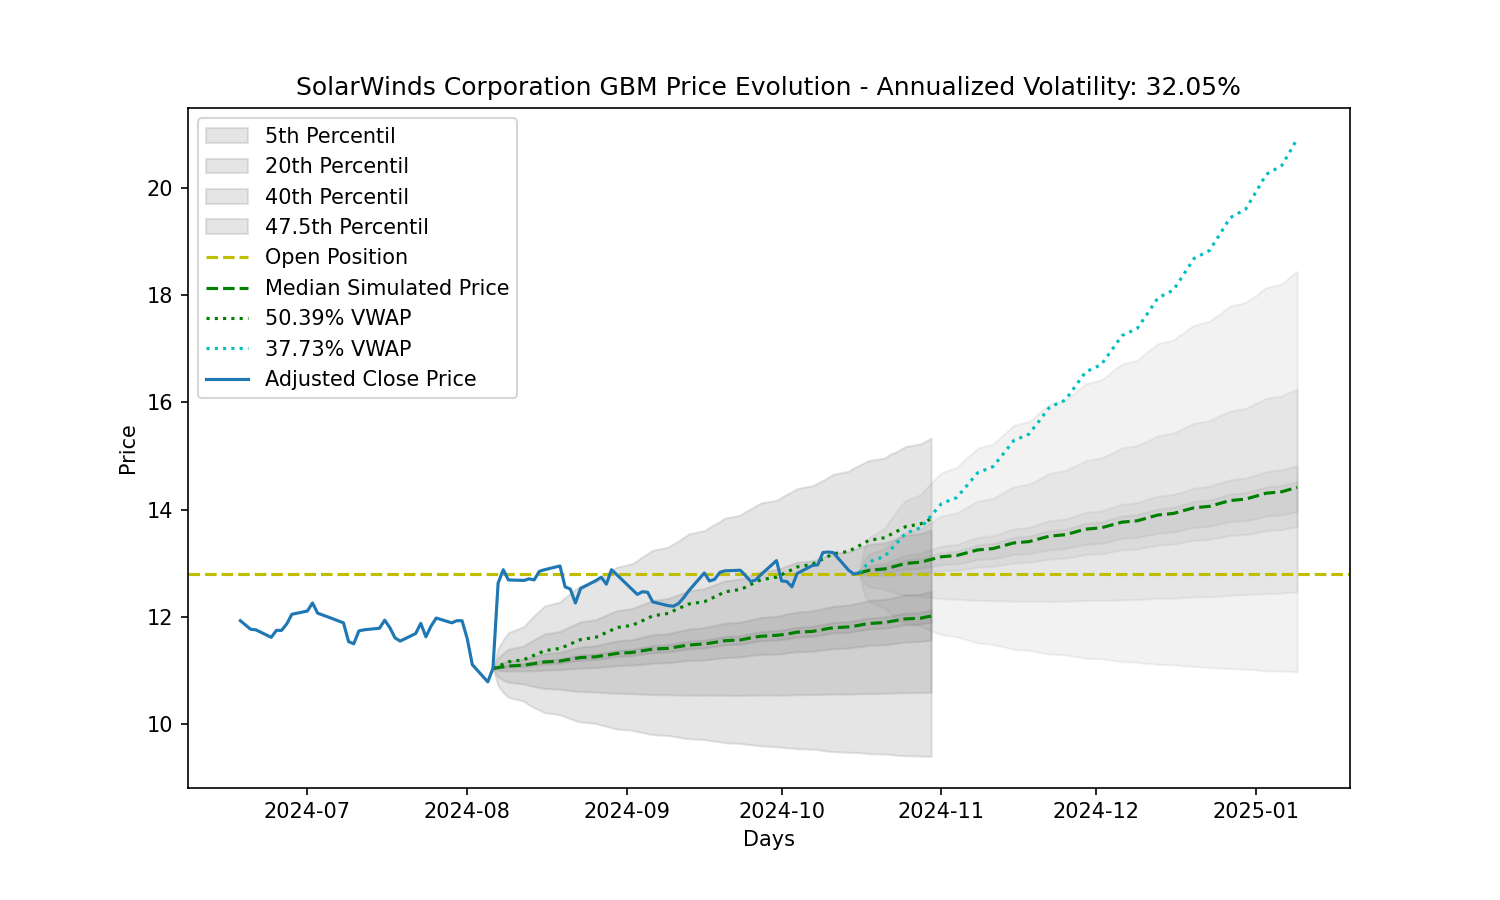 SolarWinds Corporation GBM Price Evolution - Annualized Volatility: 32.05%
5th Percentil
20th Percentil
40th Percentil
47.5th Percentil
Open Position
Median Simulated Price
50.39% VWAP
37.73% VWAP
Adjusted Close Price
Price
20
18
16
14
12
10
2024-07
2024-08
2024-09
2024-10
2024-11
2024-12
2025-01
Days